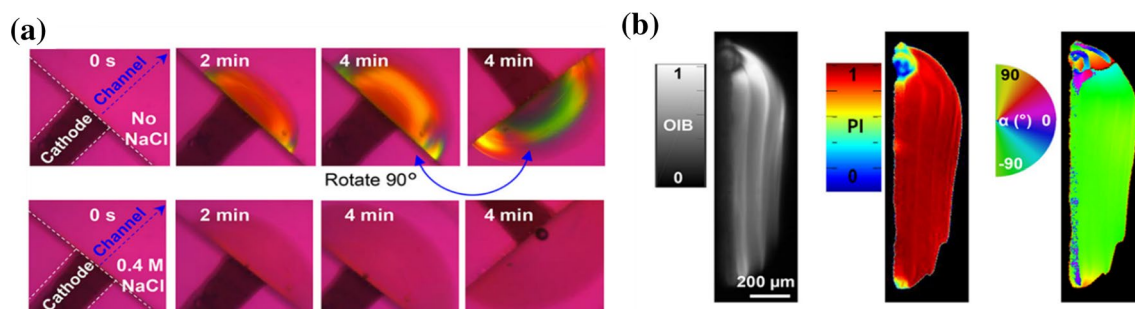 (a)
0 s
Channel
Cathode
No
NaCl
2 min
4 min
4 min
Rotate 90°
0 s
Channel
Cathode
0.4 M
NaCl
2 min
4 min
4 min
(b)
1
OIB
0
200 μm
1
PI
0
90
α (°) 0
-90